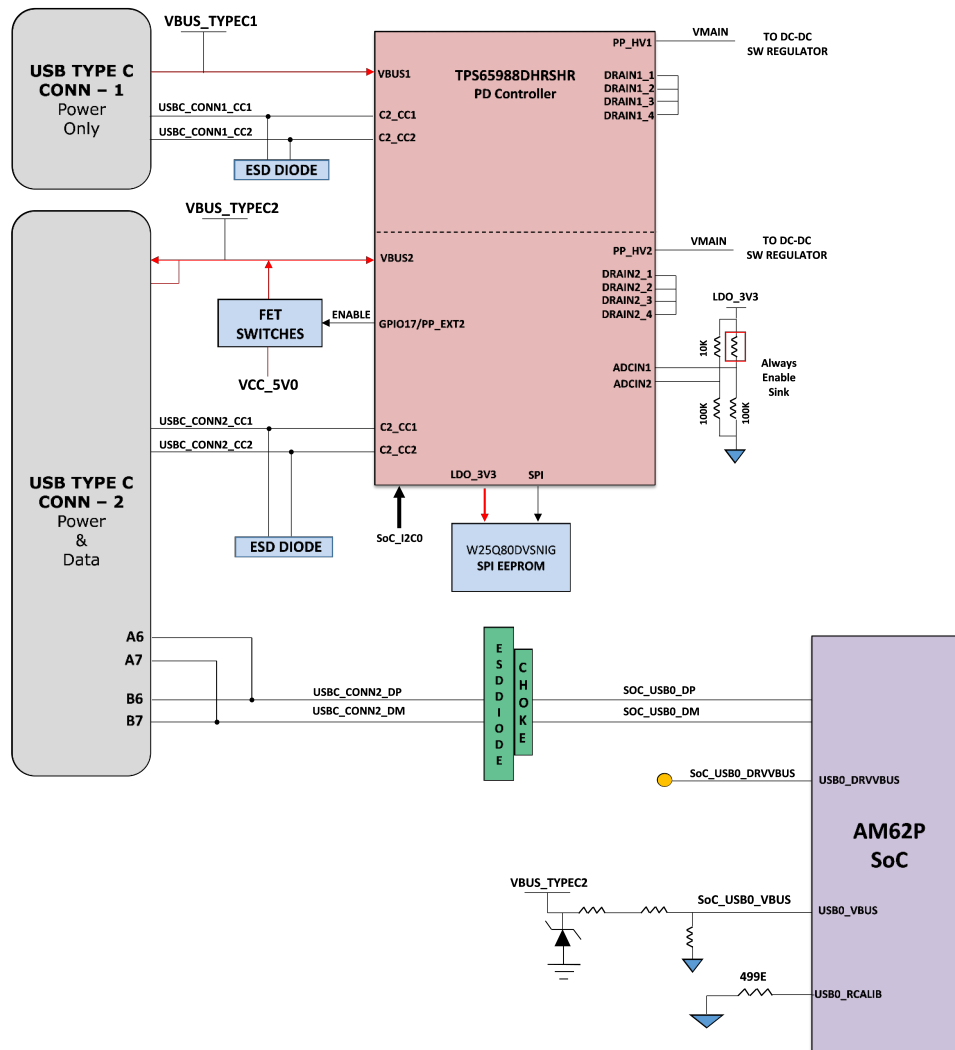 VBUS_TYPEC1
USB TYPE C
CONN – 1
Power
Only
USBC_CONN1_CC1
USBC_CONN1_CC2
ESD DIODE
VBUS1
C2_CC1
C2_CC2
TPS65988DHRSHR
PD Controller
PP_HV1
DRAIN1_1
DRAIN1_2
DRAIN1_3
DRAIN1_4
VMAIN
TO DC-DC
SW REGULATOR
VBUS_TYPEC2
VBUS2
FET
SWITCHES
ENABLE
GPIO17/PP_EXT2
VCC_5V0
PP_HV2
DRAIN2_1
DRAIN2_2
DRAIN2_3
DRAIN2_4
VMAIN
TO DC-DC
SW REGULATOR
LDO_3V3
10K
ADCIN1
ADCIN2
Always
Enable
Sink
100K
100K
USBC_CONN2_CC1
USBC_CONN2_CC2
C2_CC1
C2_CC2
USB TYPE C
CONN – 2
Power
&
Data
ESD DIODE
LDO_3V3
SPI
SoC_I2C0
W25Q80DVSNIG
SPI EEPROM
A6
A7
B6
B7
USBC_CONN2_DP
USBC_CONN2_DM
ESDDIODE
CHOKE
SOC_USB0_DP
SOC_USB0_DM
SoC_USB0_DRVVBUS
USB0_DRVVBUS
AM62P
SoC
VBUS_TYPEC2
SoC_USB0_VBUS
USB0_VBUS
499E
USB0_RCALIB